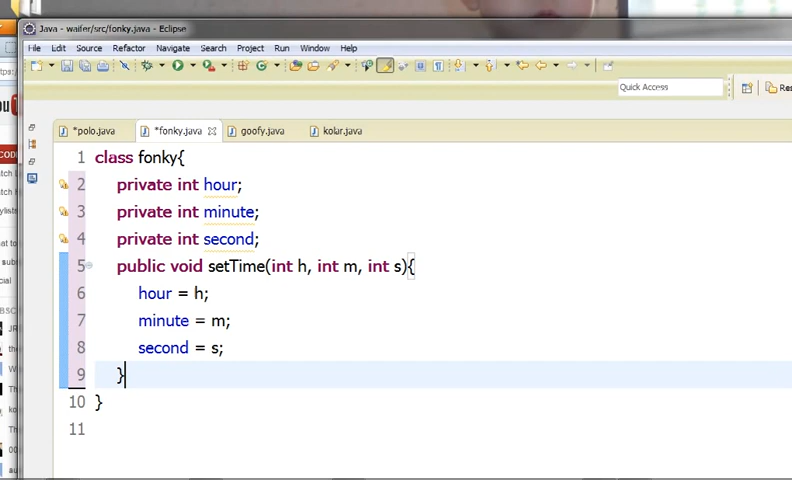 Java - waifer/src/fonky.java - Eclipse
File Edit Source Refactor Navigate Search Project Run Window Help
Quick Access
*polo.java *fonky.java goofy.java kolar.java
1 class fonky{
2 private int hour;
3 private int minute;
4 private int second;
5 public void setTime(int h, int m, int s){
6 hour = h;
7 minute = m;
8 second = s;
9 }
10 }
11